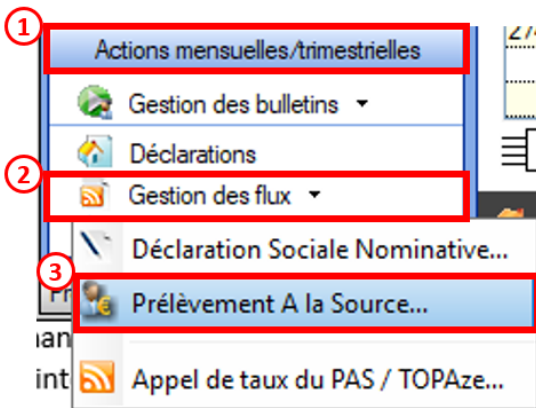 1
274
Actions mensuelles/trimestrielles
Gestion des bulletins
Déclarations
2
Gestion des flux
Déclaration Sociale Nominative...
3
Prélèvement A la Source...
Appel de taux du PAS / TOPAze...